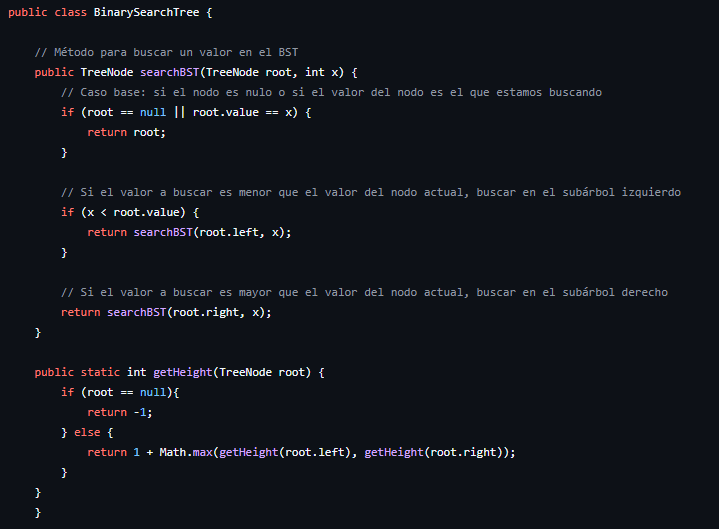 public class BinarySearchTree {
// Método para buscar un valor en el BST
public TreeNode searchBST(TreeNode root, int x) {
// Caso base: si el nodo es nulo o si el valor del nodo es el que estamos buscando
if (root == null || root.value == x) {
return root;
}
// Si el valor a buscar es menor que el valor del nodo actual, buscar en el subárbol izquierdo
if (x < root.value) {
return searchBST(root.left, x);
}
// Si el valor a buscar es mayor que el valor del nodo actual, buscar en el subárbol derecho
return searchBST(root.right, x);
}
public static int getHeight(TreeNode root) {
if (root == null){
return -1;
} else {
return 1 + Math.max(getHeight(root.left), getHeight(root.right));
}
}
}